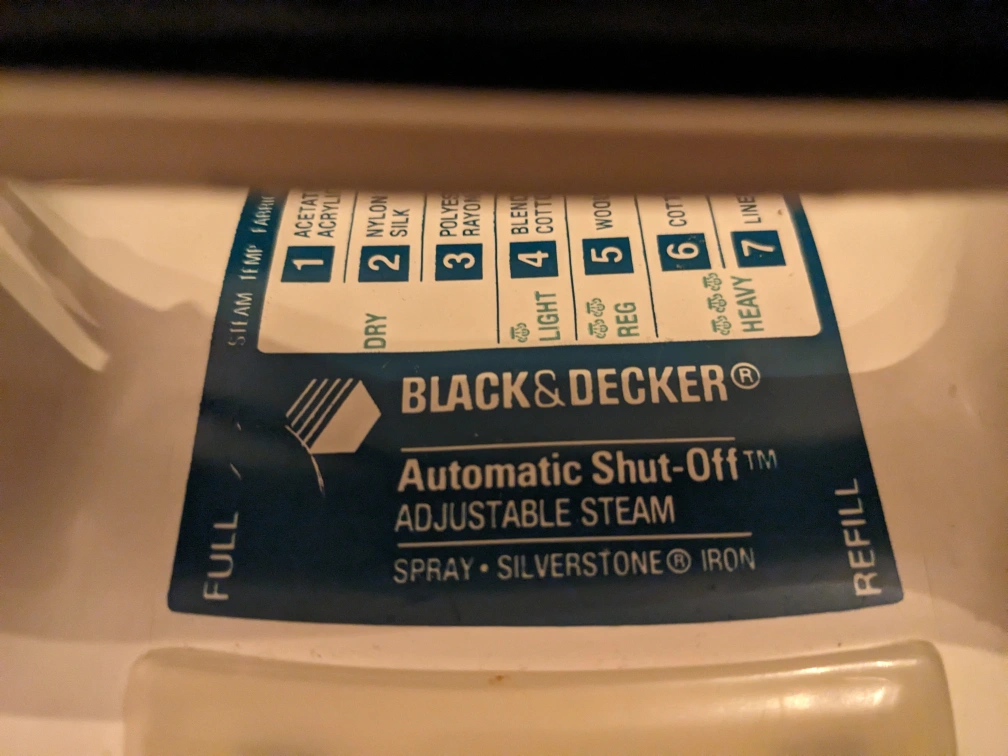 STEAM TEMP FABRIC
1
2
NYLON
SILK
3
4
5
6
7
DRY
LIGHT
REG
HEAVY
BLACK&DECKER®
Automatic Shut-Off™
ADJUSTABLE STEAM
SPRAY • SILVERSTONE® IRON
FULL
REFILL